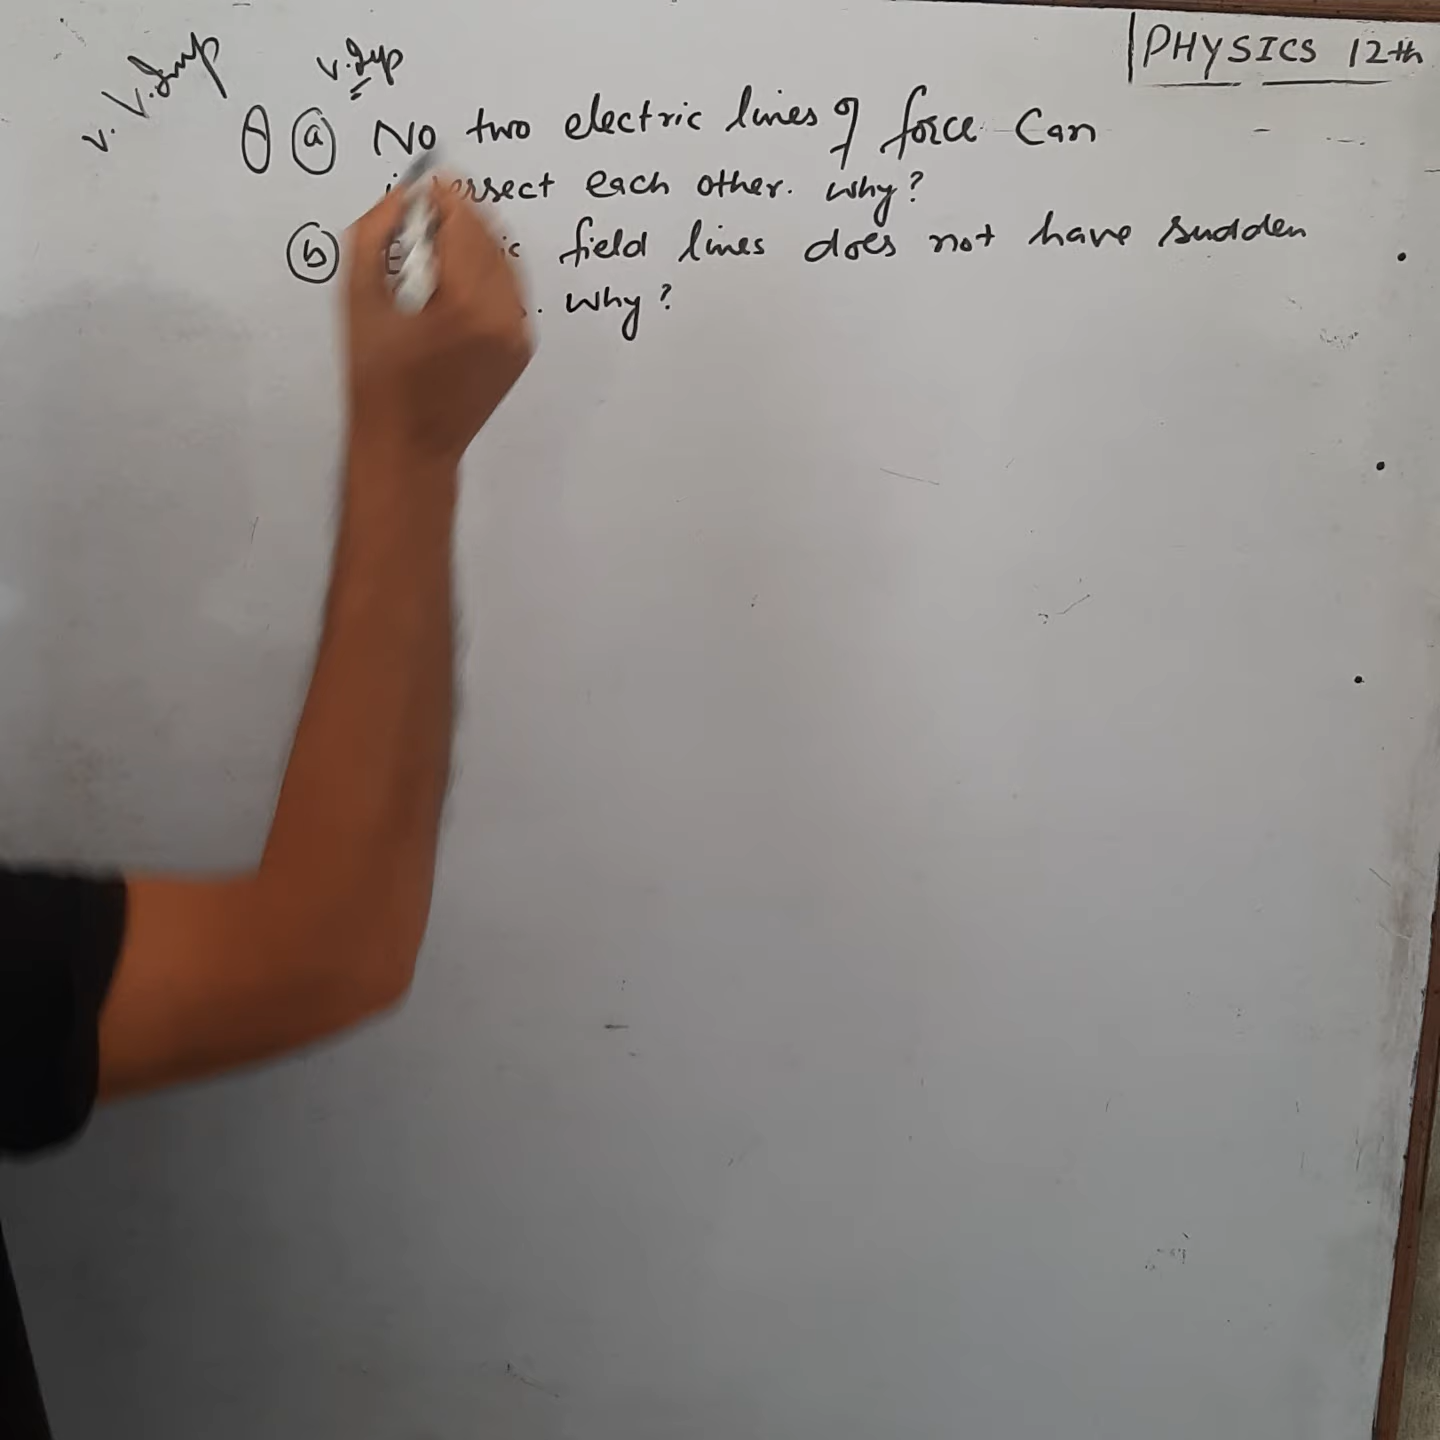 PHYSICS 12th
v. V. Imp
V. Imp
Q (a) No two electric lines of force Can
intersect each other. Why?
(b) field lines does not have sudden
Why?